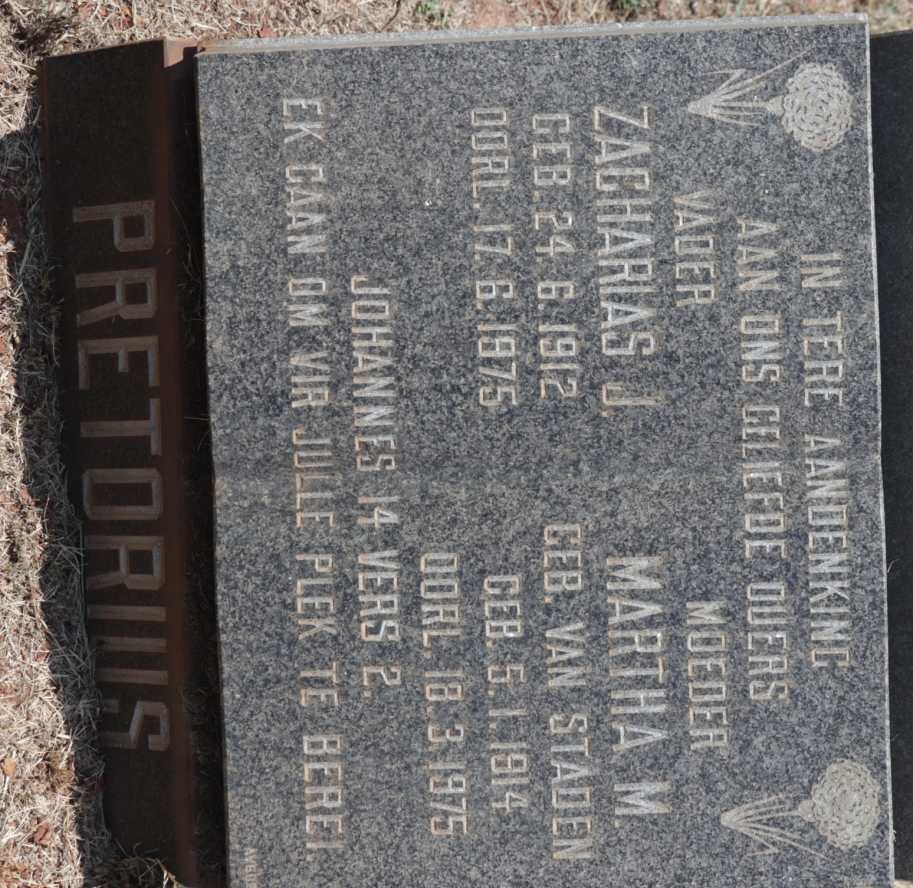 IN TERE AANDENKING
AAN ONS GELIEFDE OUERS
VADER
ZACHARIAS J.
GEB. 24.8.1912
OORL. 17.8.1975
MOEDER
MARTHA M
GEB VAN STADEN
GEB. 5.1.1914
OORL. 18.3.1975
JOHANNES 14 VERS 2.
EK GAAN OM VIR JULLE PLEK TE BEREI.
PRETORIUS